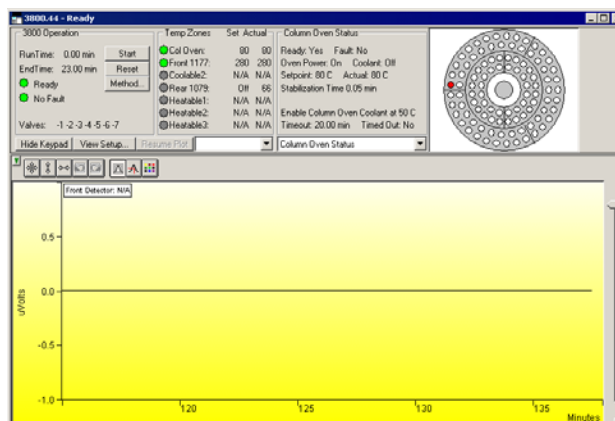 3800.44 - Ready
3800 Operation
RunTime: 0.00 min Start
EndTime: 23.00 min Reset
Ready Method...
No Fault
Valves: -1 -2 -3 -4 -5 -6 -7
Temp Zones Set Actual
Col Oven: 80 80
Front 1177: 280 280
Coolable2: N/A N/A
Rear 1079: Off 66
Heatable1: N/A N/A
Heatable2: N/A N/A
Heatable3: N/A N/A
Column Oven Status
Ready: Yes Fault: No
Oven Power: On Coolant: Off
Setpoint: 80 C Actual: 80 C
Stabilization Time 0.05 min
Enable Column Oven Coolant at 50 C
Timeout: 20.00 min Timed Out: No
Hide Keypad View Setup... Resume Plot Column Oven Status
Front Detector: N/A
uVolts
0.5
0.0
-0.5
-1.0
120 125 130 135
Minutes